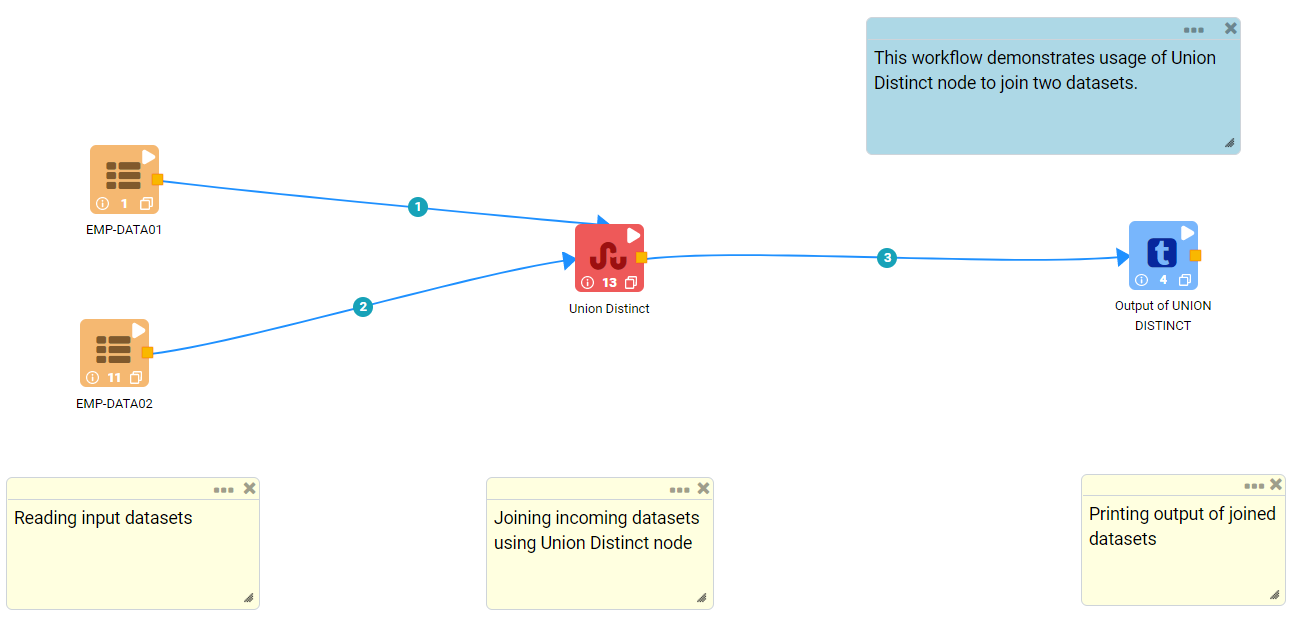 This workflow demonstrates usage of Union
Distinct node to join two datasets.
1
EMP-DATA01
1
2
11
EMP-DATA02
13
Union Distinct
3
t
4
Output of UNION
DISTINCT
Reading input datasets
Joining incoming datasets
using Union Distinct node
Printing output of joined
datasets